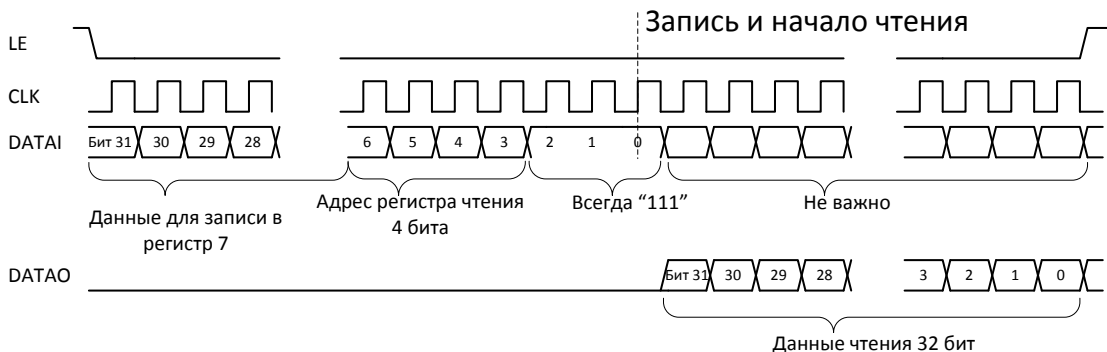 Запись и начало чтения
LE
CLK
DATAI
Бит 31 30 29 28 6 5 4 3 2 1 0
Данные для записи в
регистр 7
Адрес регистра чтения
4 бита
Всегда “111”
Не важно
DATAO
Бит 31 30 29 28 3 2 1 0
Данные чтения 32 бит